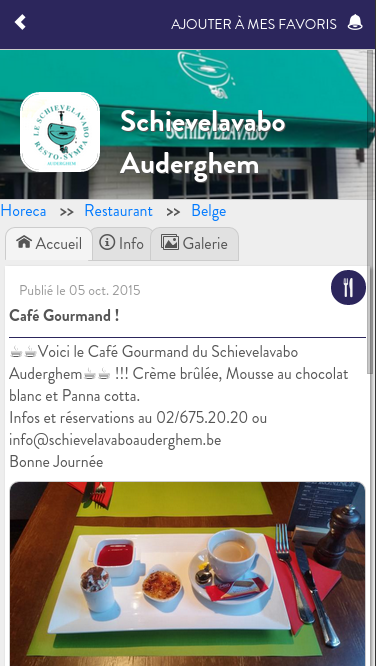 AJOUTER À MES FAVORIS
SCHIEVELAVABO
LE SCHIEVELAVABO
RESTO-SYMPA
AUDERGHEM
Schievelavabo
Auderghem
Horeca >> Restaurant >> Belge
Accueil Info Galerie
Publié le 05 oct. 2015
Café Gourmand !
☕☕Voici le Café Gourmand du Schievelavabo
Auderghem☕☕ !!! Crème brûlée, Mousse au chocolat
blanc et Panna cotta.
Infos et réservations au 02/675.20.20 ou
info@schievelavaboauderghem.be
Bonne Journée